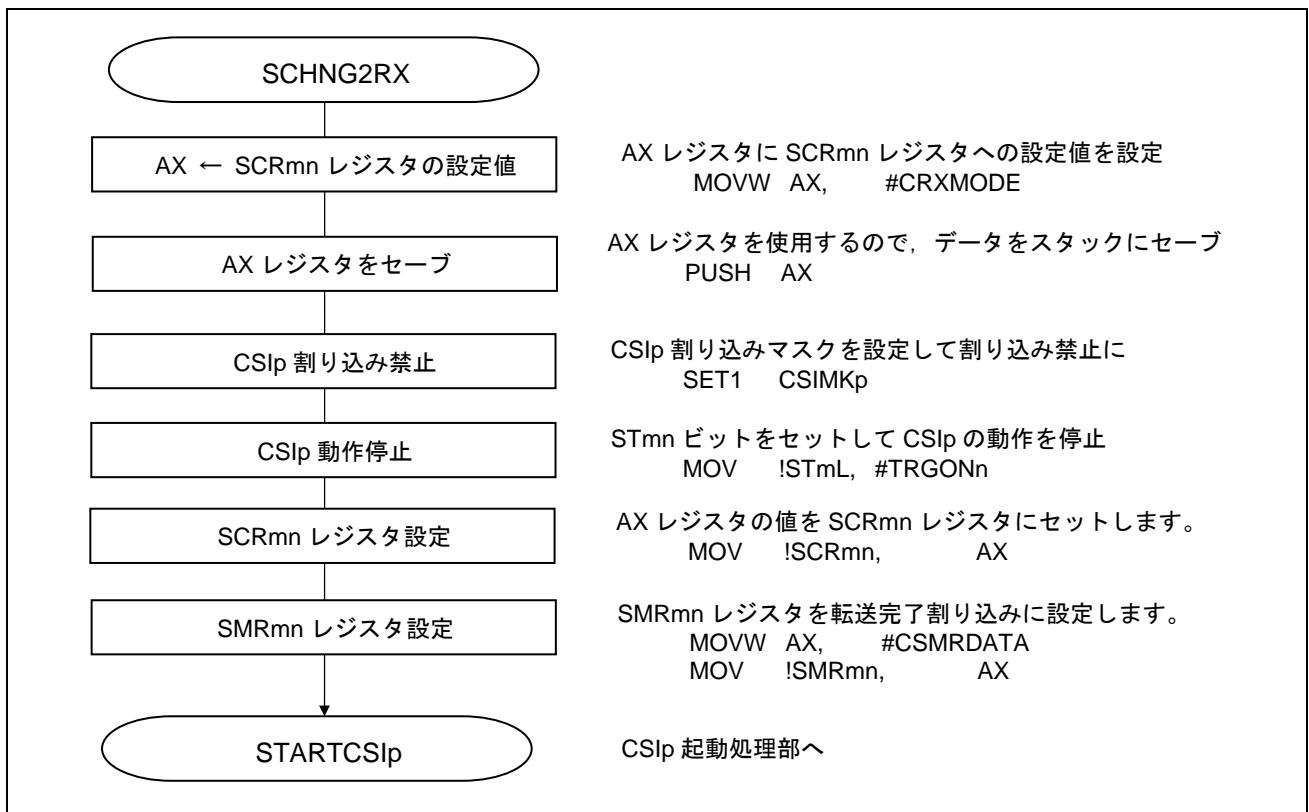 SCHNG2RX
AX ← SCRmn レジスタの設定値
AX レジスタに SCRmn レジスタへの設定値を設定
MOVW AX, #CRXMODE
AX レジスタをセーブ
AX レジスタを使用するので，データをスタックにセーブ
PUSH AX
CSIp 割り込み禁止
CSIp 割り込みマスクを設定して割り込み禁止に
SET1 CSIMKp
CSIp 動作停止
STmn ビットをセットして CSIp の動作を停止
MOV !STmL, #TRGONn
SCRmn レジスタ設定
AX レジスタの値を SCRmn レジスタにセットします。
MOV !SCRmn, AX
SMRmn レジスタ設定
SMRmn レジスタを転送完了割り込みに設定します。
MOVW AX, #CSMRDATA
MOV !SMRmn, AX
STARTCSIp
CSIp 起動処理部へ